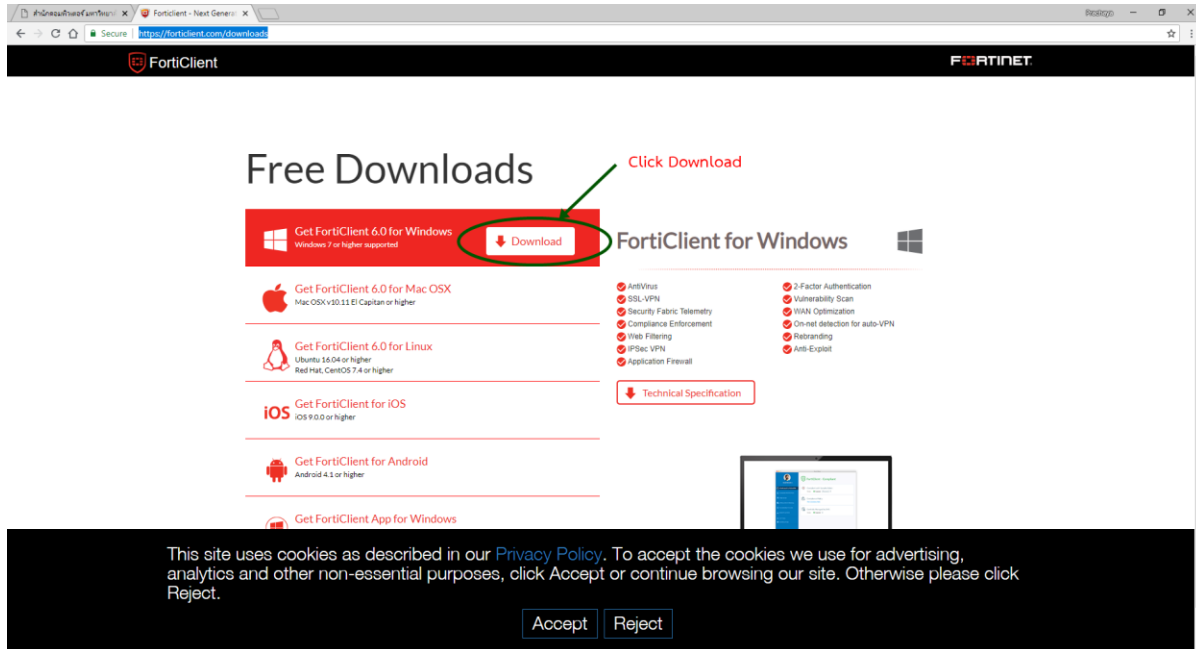 Forticlient - Next Genera
Secure
https://forticlient.com/downloads
FortiClient
FORTINET
Free Downloads
Click Download
Get FortiClient 6.0 for Windows
Windows 7 or higher supported
Download
Get FortiClient 6.0 for Mac OSX
Mac OSX v10.11 El Capitan or higher
Get FortiClient 6.0 for Linux
Ubuntu 16.04 or higher
Red Hat, CentOS 7.4 or higher
iOS
Get FortiClient for iOS
iOS 9.0.0 or higher
Get FortiClient for Android
Android 4.1 or higher
Get FortiClient App for Windows
FortiClient for Windows
AntiVirus
SSL-VPN
Security Fabric Telemetry
Compliance Enforcement
Web Filtering
IPSec VPN
Application Firewall
2-Factor Authentication
Vulnerability Scan
WAN Optimization
On-net detection for auto-VPN
Rebranding
Anti-Exploit
Technical Specification
This site uses cookies as described in our Privacy Policy. To accept the cookies we use for advertising,
analytics and other non-essential purposes, click Accept or continue browsing our site. Otherwise please click
Reject.
Accept
Reject